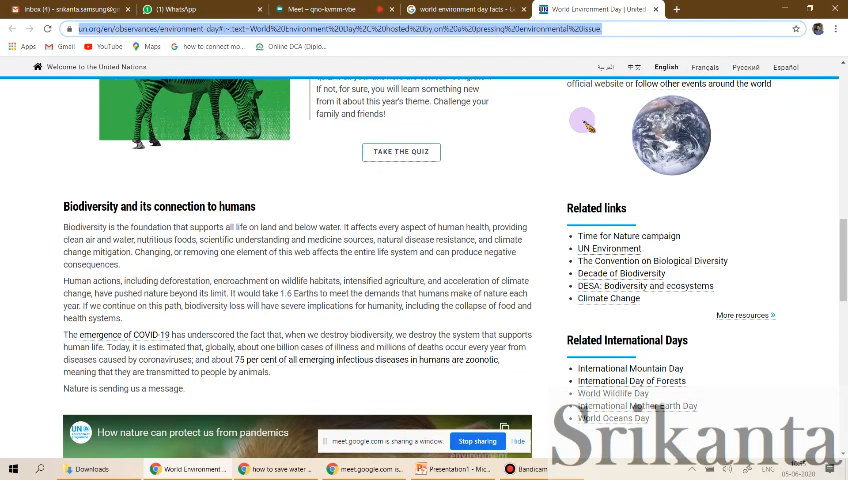 Inbox (4) - srikanta.samsung@gm
(1) WhatsApp
Meet – qno-kvmm-vbe
world environment day facts - G
World Environment Day | United
un.org/en/observances/environment-day#:~:text=World%20Environment%20Day%2C%20hosted%20by,on%20a%20pressing%20environmental%20issue.
Apps
Gmail
YouTube
Maps
how to connect mo...
Online DCA (Diplo...
Welcome to the United Nations
العربية
中文
English
Français
Русский
Español
If not, for sure, you will learn something new
from it about this year's theme. Challenge your
family and friends!
TAKE THE QUIZ
official website or follow other events around the world
Biodiversity and its connection to humans
Biodiversity is the foundation that supports all life on land and below water. It affects every aspect of human health, providing
clean air and water, nutritious foods, scientific understanding and medicine sources, natural disease resistance, and climate
change mitigation. Changing, or removing one element of this web affects the entire life system and can produce negative
consequences.
Human actions, including deforestation, encroachment on wildlife habitats, intensified agriculture, and acceleration of climate
change, have pushed nature beyond its limit. It would take 1.6 Earths to meet the demands that humans make of nature each
year. If we continue on this path, biodiversity loss will have severe implications for humanity, including the collapse of food and
health systems.
The emergence of COVID-19 has underscored the fact that, when we destroy biodiversity, we destroy the system that supports
human life. Today, it is estimated that, globally, about one billion cases of illness and millions of deaths occur every year from
diseases caused by coronaviruses; and about 75 per cent of all emerging infectious diseases in humans are zoonotic,
meaning that they are transmitted to people by animals.
Nature is sending us a message.
Related links
Time for Nature campaign
UN Environment
The Convention on Biological Diversity
Decade of Biodiversity
DESA: Biodiversity and ecosystems
Climate Change
More resources »
Related International Days
International Mountain Day
International Day of Forests
World Wildlife Day
International Mother Earth Day
World Oceans Day
UN
How nature can protect us from pandemics
meet.google.com is sharing a window.
Stop sharing
Hide
Srikanta
Downloads
World Environment ...
how to save water ...
meet.google.com is...
Presentation1 - Mic...
Bandicam
ENG
05-06-2020